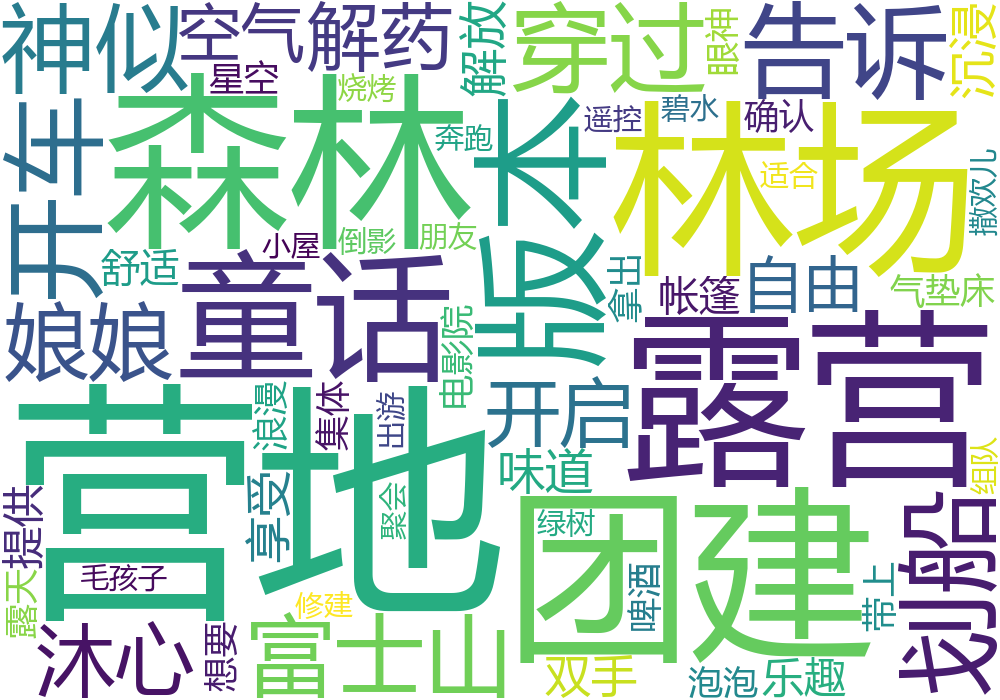 神似
空气
解药
解放
穿过
眼神
告诉
沉浸
星空
烧烤
开车
森林
奔跑
版本
遥控
碧水
确认
林场
适合
撒欢儿
小屋
倒影
朋友
舒适
童话
拿出
帐篷
自由
气垫床
娘娘
电影院
露营
营地
浪漫
集体
出游
开启
味道
组队
提供
享受
聚会
团建
绿树
划船
毛孩子
露天
修建
啤酒
带上
沐心
想要
富士山
双手
泡泡
乐趣